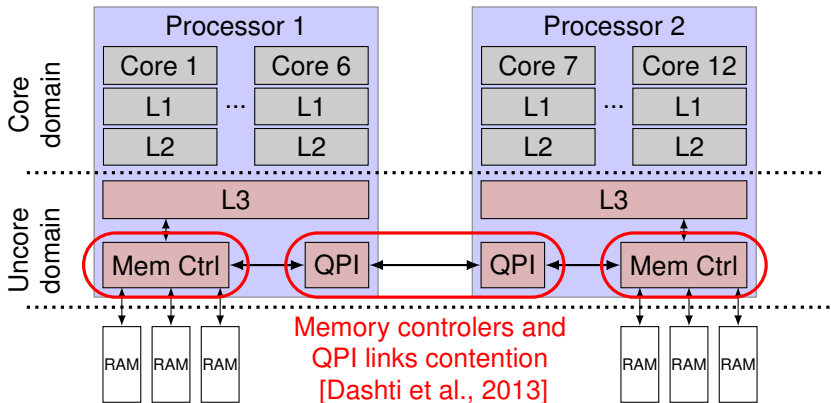 Processor 1
Processor 2
Core domain
Core 1
Core 6
Core 7
Core 12
L1
...
L1
L1
...
L1
L2
L2
L2
L2
Uncore domain
L3
L3
Mem Ctrl
QPI
QPI
Mem Ctrl
RAM
RAM
RAM
Memory controlers and
QPI links contention
[Dashti et al., 2013]
RAM
RAM
RAM